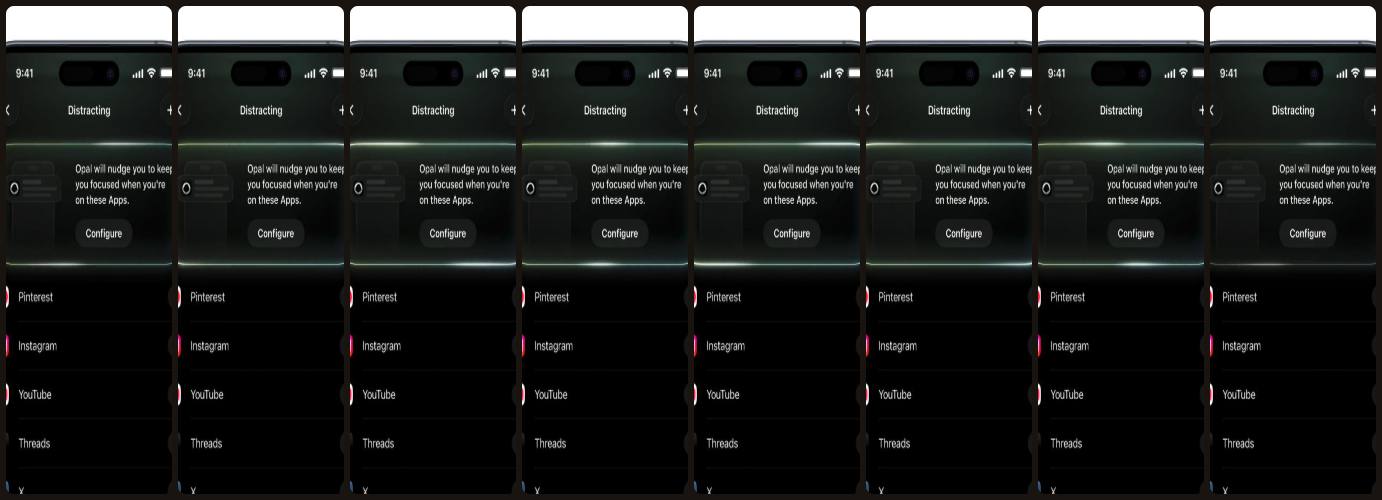 9:41 9:41 9:41 9:41 9:41 9:41 9:41 9:41
Distracting Distracting Distracting Distracting Distracting Distracting Distracting Distracting
Opal will nudge you to keep Opal will nudge you to keep Opal will nudge you to keep Opal will nudge you to keep Opal will nudge you to keep Opal will nudge you to keep Opal will nudge you to keep Opal will nudge you to keep
you focused when you're you focused when you're you focused when you're you focused when you're you focused when you're you focused when you're you focused when you're you focused when you're
on these Apps. on these Apps. on these Apps. on these Apps. on these Apps. on these Apps. on these Apps. on these Apps.
Configure Configure Configure Configure Configure Configure Configure Configure
Pinterest Pinterest Pinterest Pinterest Pinterest Pinterest Pinterest Pinterest
Instagram Instagram Instagram Instagram Instagram Instagram Instagram Instagram
YouTube YouTube YouTube YouTube YouTube YouTube YouTube YouTube
Threads Threads Threads Threads Threads Threads Threads Threads
X X X X X X X X